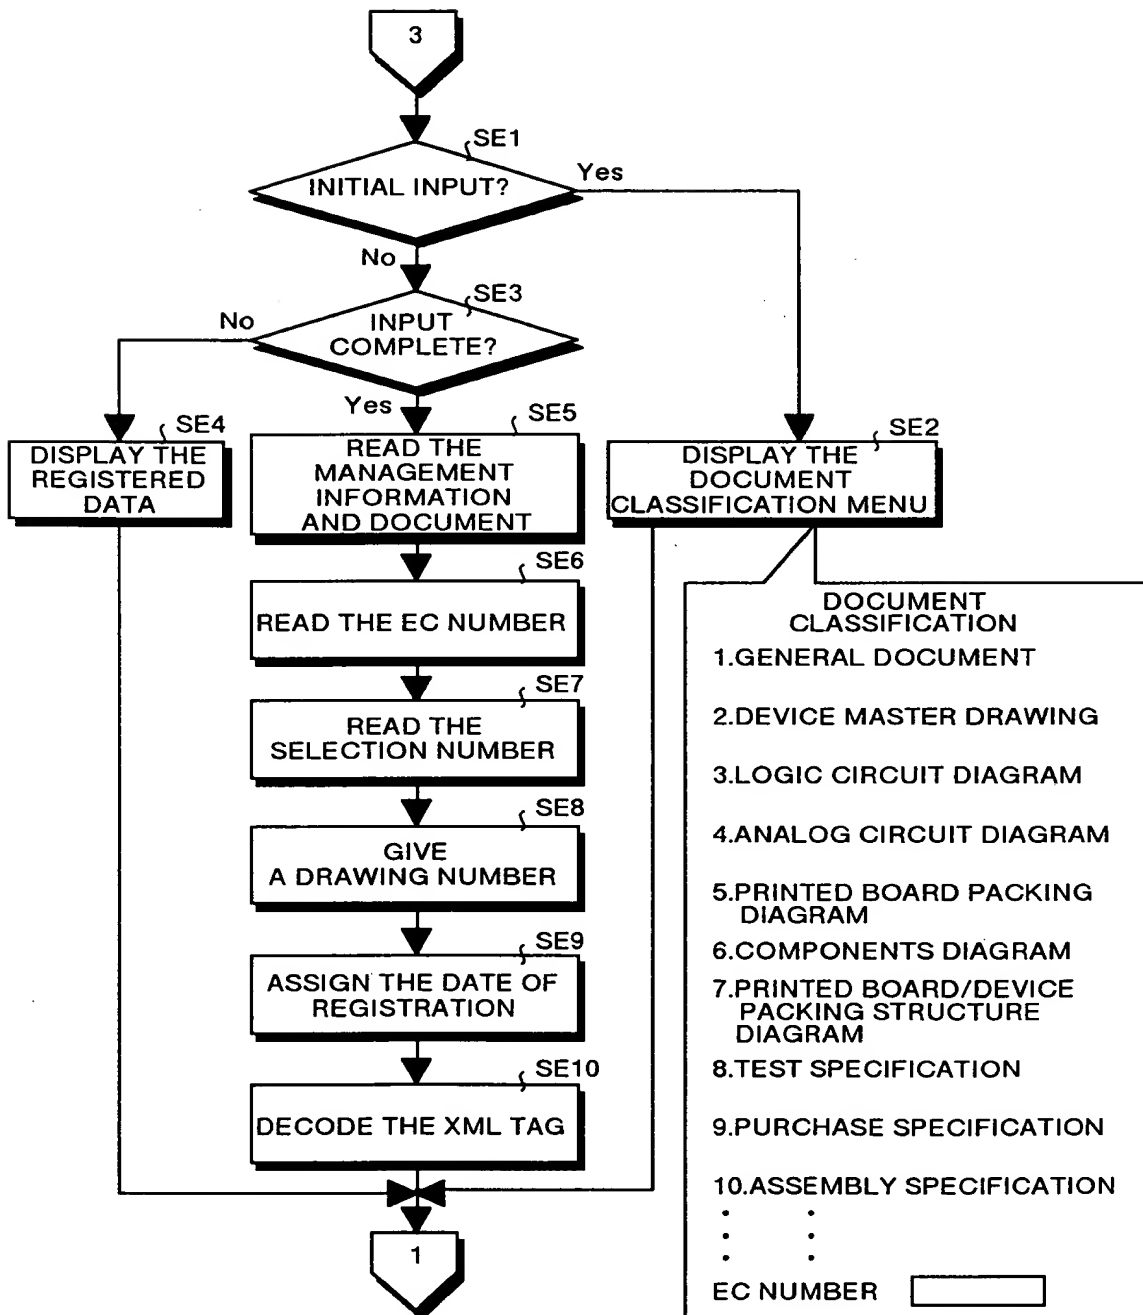 3
SE1
INITIAL INPUT?
Yes
No
SE3
INPUT
COMPLETE?
No
Yes
SE4
DISPLAY THE
REGISTERED
DATA
SE5
READ THE
MANAGEMENT
INFORMATION
AND DOCUMENT
SE2
DISPLAY THE
DOCUMENT
CLASSIFICATION MENU
SE6
READ THE EC NUMBER
SE7
READ THE
SELECTION NUMBER
SE8
GIVE
A DRAWING NUMBER
SE9
ASSIGN THE DATE OF
REGISTRATION
SE10
DECODE THE XML TAG
1
DOCUMENT
CLASSIFICATION
1.GENERAL DOCUMENT
2.DEVICE MASTER DRAWING
3.LOGIC CIRCUIT DIAGRAM
4.ANALOG CIRCUIT DIAGRAM
5.PRINTED BOARD PACKING
DIAGRAM
6.COMPONENTS DIAGRAM
7.PRINTED BOARD/DEVICE
PACKING STRUCTURE
DIAGRAM
8.TEST SPECIFICATION
9.PURCHASE SPECIFICATION
10.ASSEMBLY SPECIFICATION
EC NUMBER